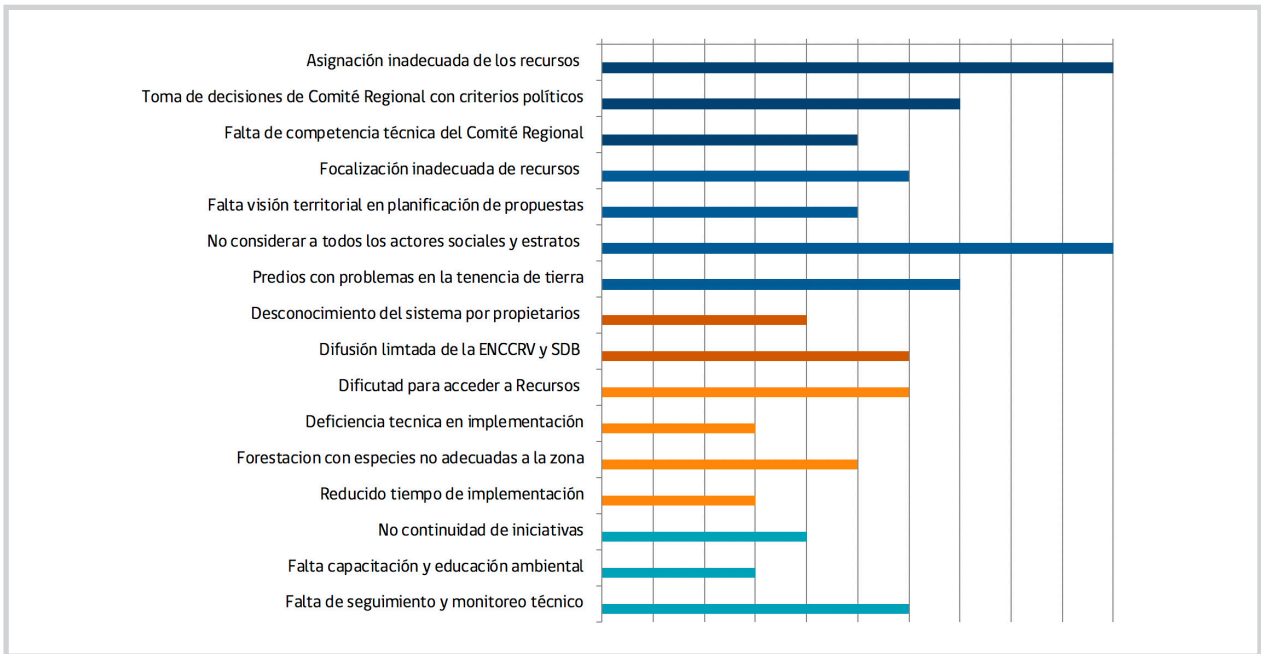 Asignación inadecuada de los recursos
Toma de decisiones de Comité Regional con criterios políticos
Falta de competencia técnica del Comité Regional
Focalización inadecuada de recursos
Falta visión territorial en planificación de propuestas
No considerar a todos los actores sociales y estratos
Predios con problemas en la tenencia de tierra
Desconocimiento del sistema por propietarios
Difusión limtada de la ENCCRV y SDB
Dificutad para acceder a Recursos
Deficiencia tecnica en implementación
Forestacion con especies no adecuadas a la zona
Reducido tiempo de implementación
No continuidad de iniciativas
Falta capacitación y educación ambiental
Falta de seguimiento y monitoreo técnico